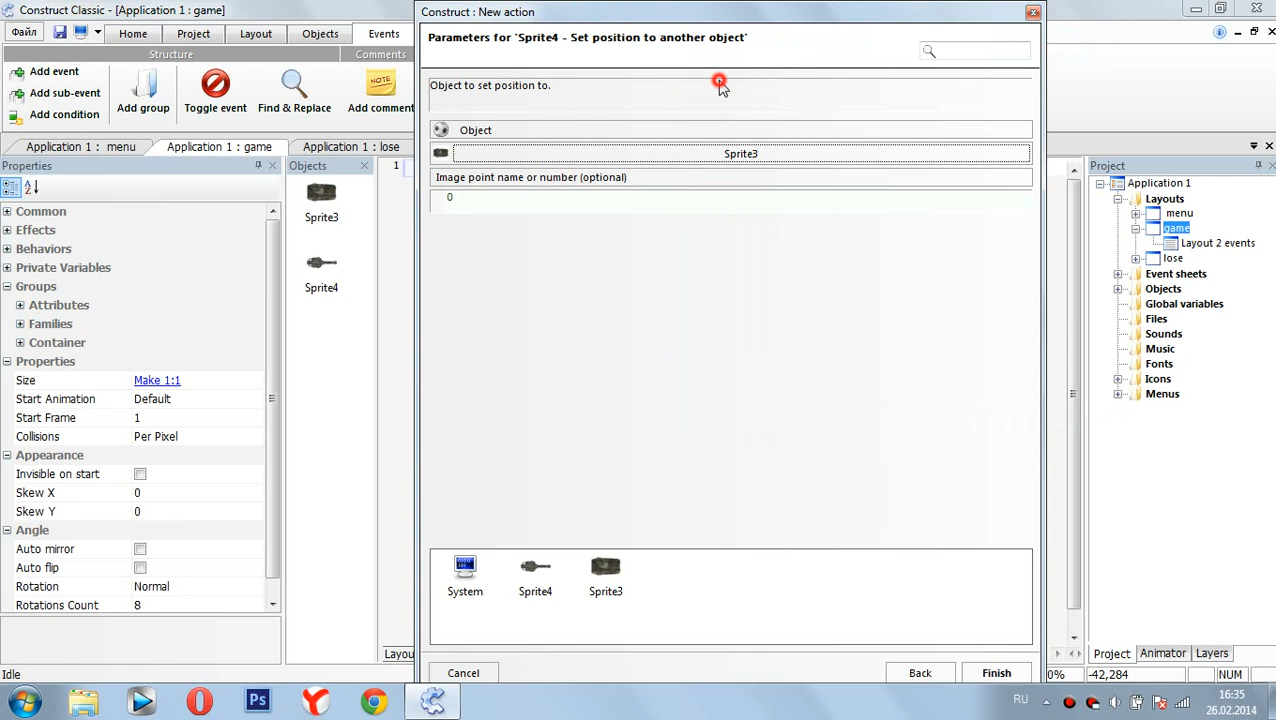 Construct Classic - [Application 1 : game]
Construct : New action
Файл
Home
Project
Layout
Objects
Events
Structure
Comments
Add event
Add sub-event
Add condition
Add group
Toggle event
Find & Replace
NOTE
Add comment
Parameters for 'Sprite4 - Set position to another object'
Object to set position to.
Object
Sprite3
Image point name or number (optional)
0
System
Sprite4
Sprite3
Cancel
Back
Finish
Application 1 : menu
Application 1 : game
Application 1 : lose
Properties
Common
Effects
Behaviors
Private Variables
Groups
Attributes
Families
Container
Properties
Size
Make 1:1
Start Animation
Default
Start Frame
1
Collisions
Per Pixel
Appearance
Invisible on start
Skew X
0
Skew Y
0
Angle
Auto mirror
Auto flip
Rotation
Normal
Rotations Count
8
Objects
Sprite3
Sprite4
1
Layou
Project
Application 1
Layouts
menu
game
Layout 2 events
lose
Event sheets
Objects
Global variables
Files
Sounds
Music
Fonts
Icons
Menus
Project
Animator
Layers
Idle
0%
-42,284
NUM
Ps
RU
16:35
26.02.2014